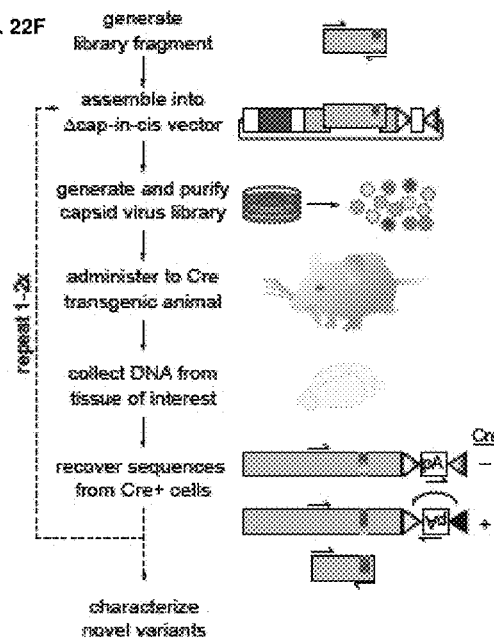 . 22F
generate
library fragment
assemble into
Δcap-in-cis vector
generate and purify
capsid virus library
administer to Cre
transgenic animal
collect DNA from
tissue of interest
repeat 1-2x
recover sequences
from Cre+ cells
Cre
pA
−
pA
+
characterize
novel variants